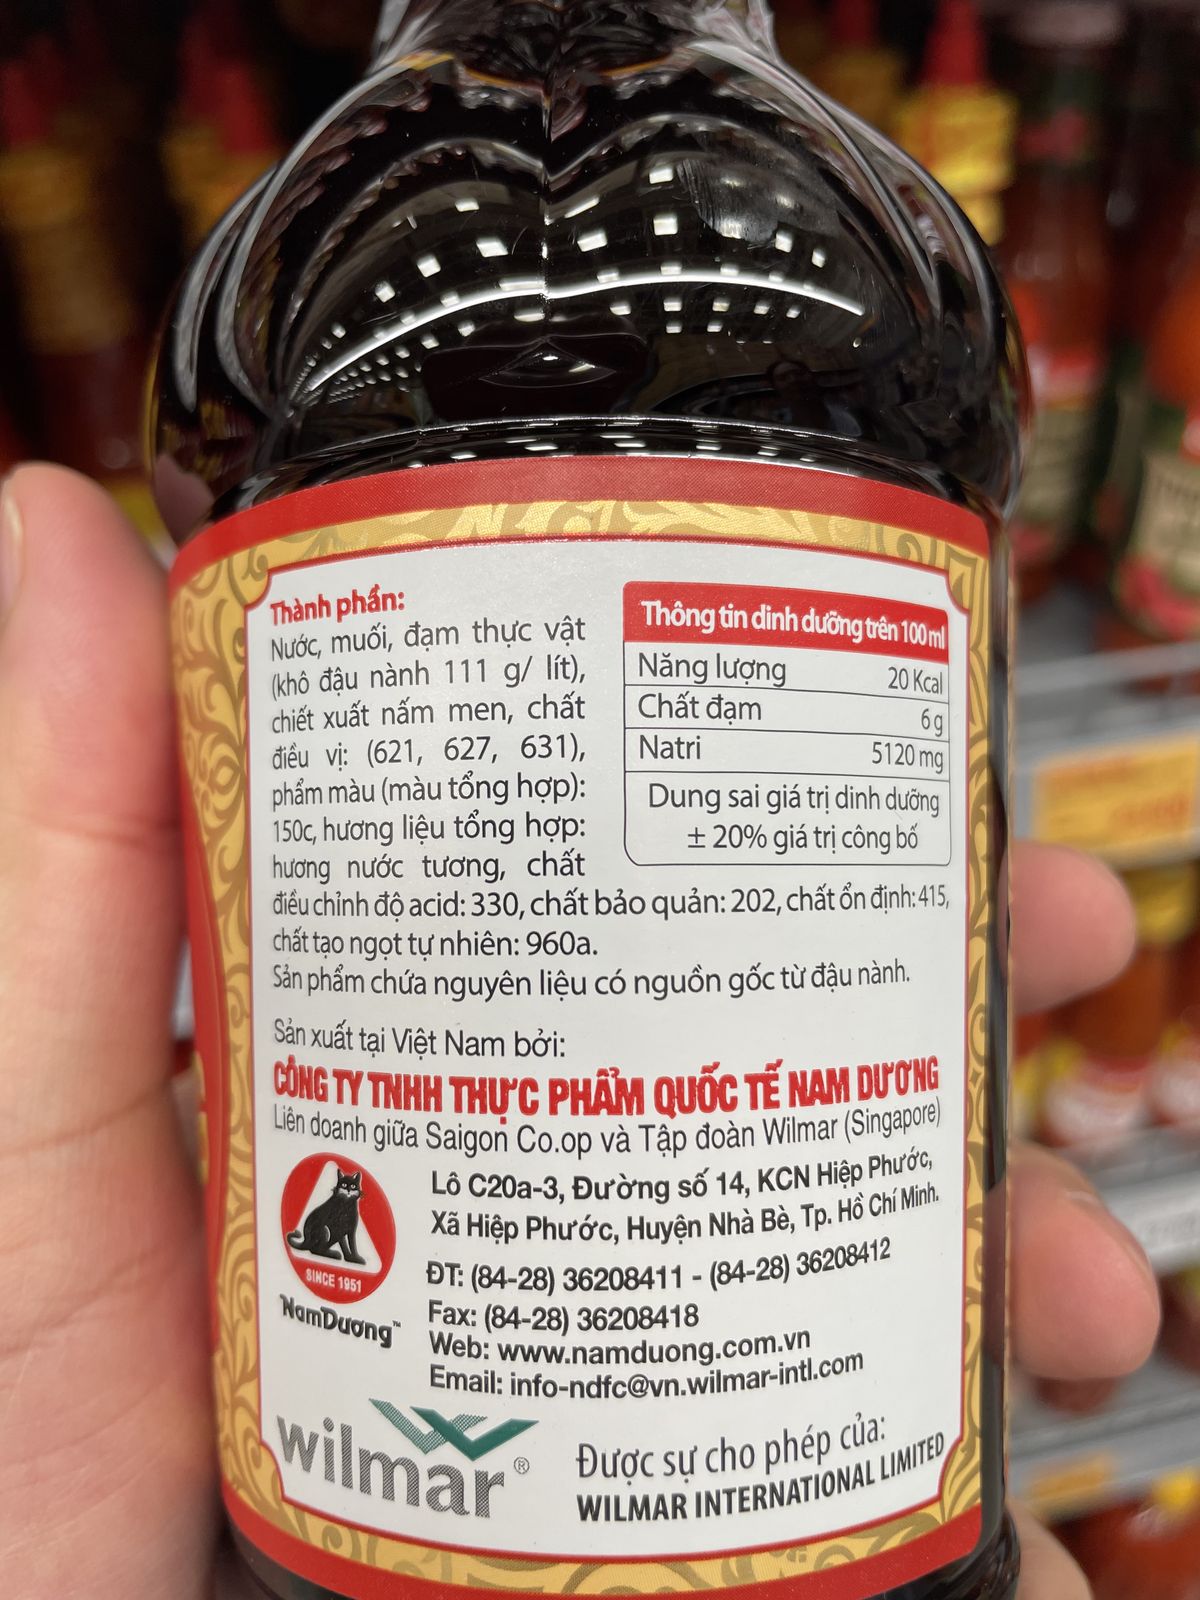 Thành phần:
Nước, muối, đạm thực vật
(khô đậu nành 111 g/ lít),
chiết xuất nấm men, chất
điều vị: (621, 627, 631),
phẩm màu (màu tổng hợp):
150c, hương liệu tổng hợp:
hương nước tương, chất
điều chỉnh độ acid: 330, chất bảo quản: 202, chất ổn định: 415,
chất tạo ngọt tự nhiên: 960a.
Sản phẩm chứa nguyên liệu có nguồn gốc từ đậu nành.
Thông tin dinh dưỡng trên 100 ml
Năng lượng 20 Kcal
Chất đạm 6 g
Natri 5120 mg
Dung sai giá trị dinh dưỡng
± 20% giá trị công bố
Sản xuất tại Việt Nam bởi:
CÔNG TY TNHH THỰC PHẨM QUỐC TẾ NAM DƯƠNG
Liên doanh giữa Saigon Co.op và Tập đoàn Wilmar (Singapore)
Lô C20a-3, Đường số 14, KCN Hiệp Phước,
Xã Hiệp Phước, Huyện Nhà Bè, Tp. Hồ Chí Minh.
ĐT: (84-28) 36208411 - (84-28) 36208412
Fax: (84-28) 36208418
Web: www.namduong.com.vn
Email: info-ndfc@vn.wilmar-intl.com
SINCE 1951
NamDương™
wilmar®
Được sự cho phép của:
WILMAR INTERNATIONAL LIMITED